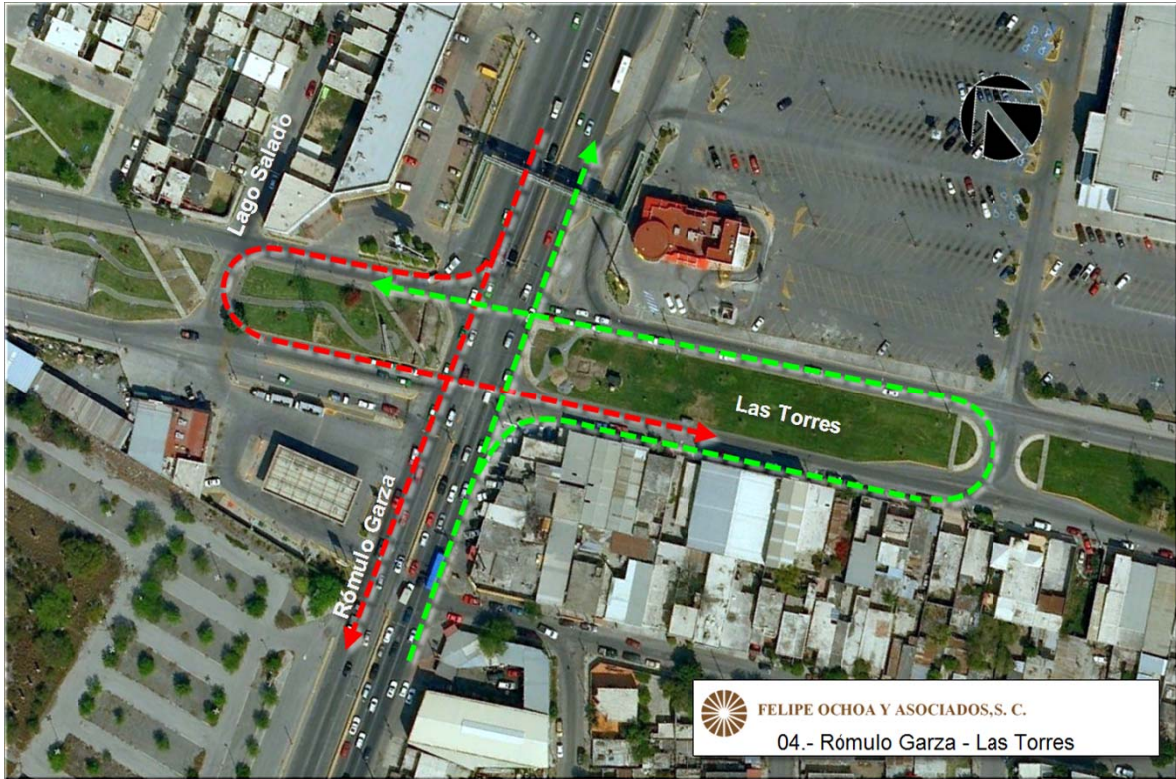 Lago Salado
Las Torres
Rómulo Garza
FELIPE OCHOA Y ASOCIADOS, S. C.
04.- Rómulo Garza - Las Torres